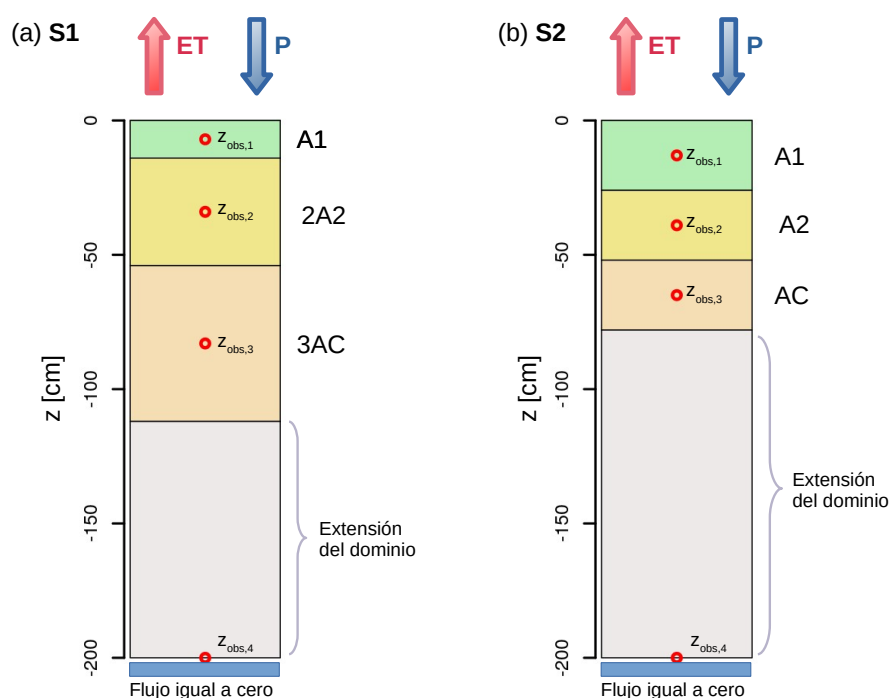 (a) S1
ET
P
0
-50
-100
-150
-200
z [cm]
z_obs,1
A1
z_obs,2
2A2
z_obs,3
3AC
Extensión
del dominio
z_obs,4
Flujo igual a cero
(b) S2
ET
P
0
-50
-100
-150
-200
z [cm]
z_obs,1
A1
z_obs,2
A2
z_obs,3
AC
Extensión
del dominio
z_obs,4
Flujo igual a cero